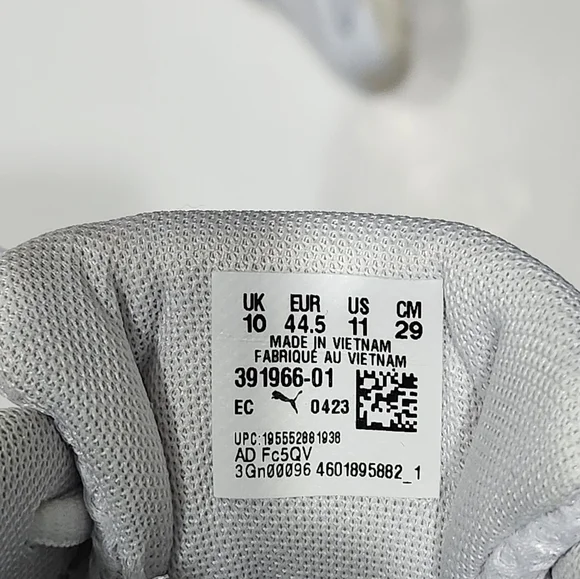 UK EUR US CM
10 44.5 11 29
MADE IN VIETNAM
FABRIQUÉ AU VIETNAM
391966-01
EC 0423
UPC:195552881938
AD Fc5QV
3Gn00096 4601895882_1